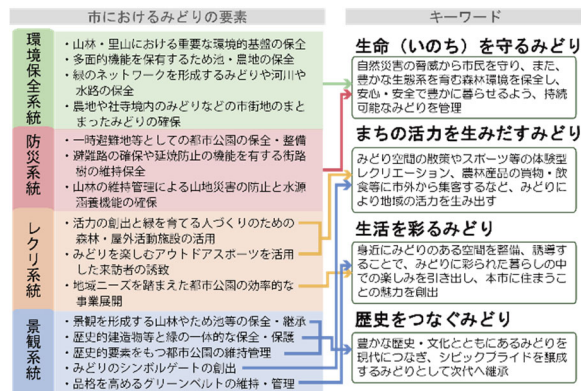 市におけるみどりの要素
キーワード
環境保全系統
・山林・里山における重要な環境的基盤の保全
・多面的機能を保有するため池・農地の保全
・緑のネットワークを形成するみどりや河川や
水路の保全
・農地や社寺境内のみどりなどの市街地のまと
まったみどりの確保
防災系統
・一時避難地等としての都市公園の保全・整備
・避難路の確保や延焼防止の機能を有する街路
樹の維持保全
・山林の維持管理による山地災害の防止と水源
涵養機能の確保
レクリ系統
・活力の創出と緑を育てる人づくりのための
森林・屋外活動施設の活用
・みどりを楽しむアウトドアスポーツを活用
した来訪者の誘致
・地域ニーズを踏まえた都市公園の効率的な
事業展開
景観系統
・景観を形成する山林やため池等の保全・継承
・歴史的建造物等と緑の一体的な保全・保護
・歴史的要素をもつ都市公園の維持管理
・みどりのシンボルゲートの創出
・品格を高めるグリーンベルトの維持・管理
生命(いのち)を守るみどり
自然災害の脅威から市民を守り、また、
豊かな生態系を育む森林環境を保全し、
安心・安全で豊かに暮らせるよう、持続
可能なみどりを管理
まちの活力を生みだすみどり
みどり空間の散策やスポーツ等の体験型
レクリエーション、農林産品の買物・飲
食等に市外から集客するなど、みどりによ
り地域の活力を生み出す
生活を彩るみどり
身近にみどりのある空間を整備、誘導す
ることで、みどりに彩られた暮らしの中
での楽しみを引き出し、本市に住まうこ
との魅力を創出
歴史をつなぐみどり
豊かな歴史・文化とともにあるみどりを
現代につなぎ、シビックプライドを醸成
するみどりとして次代へ継承